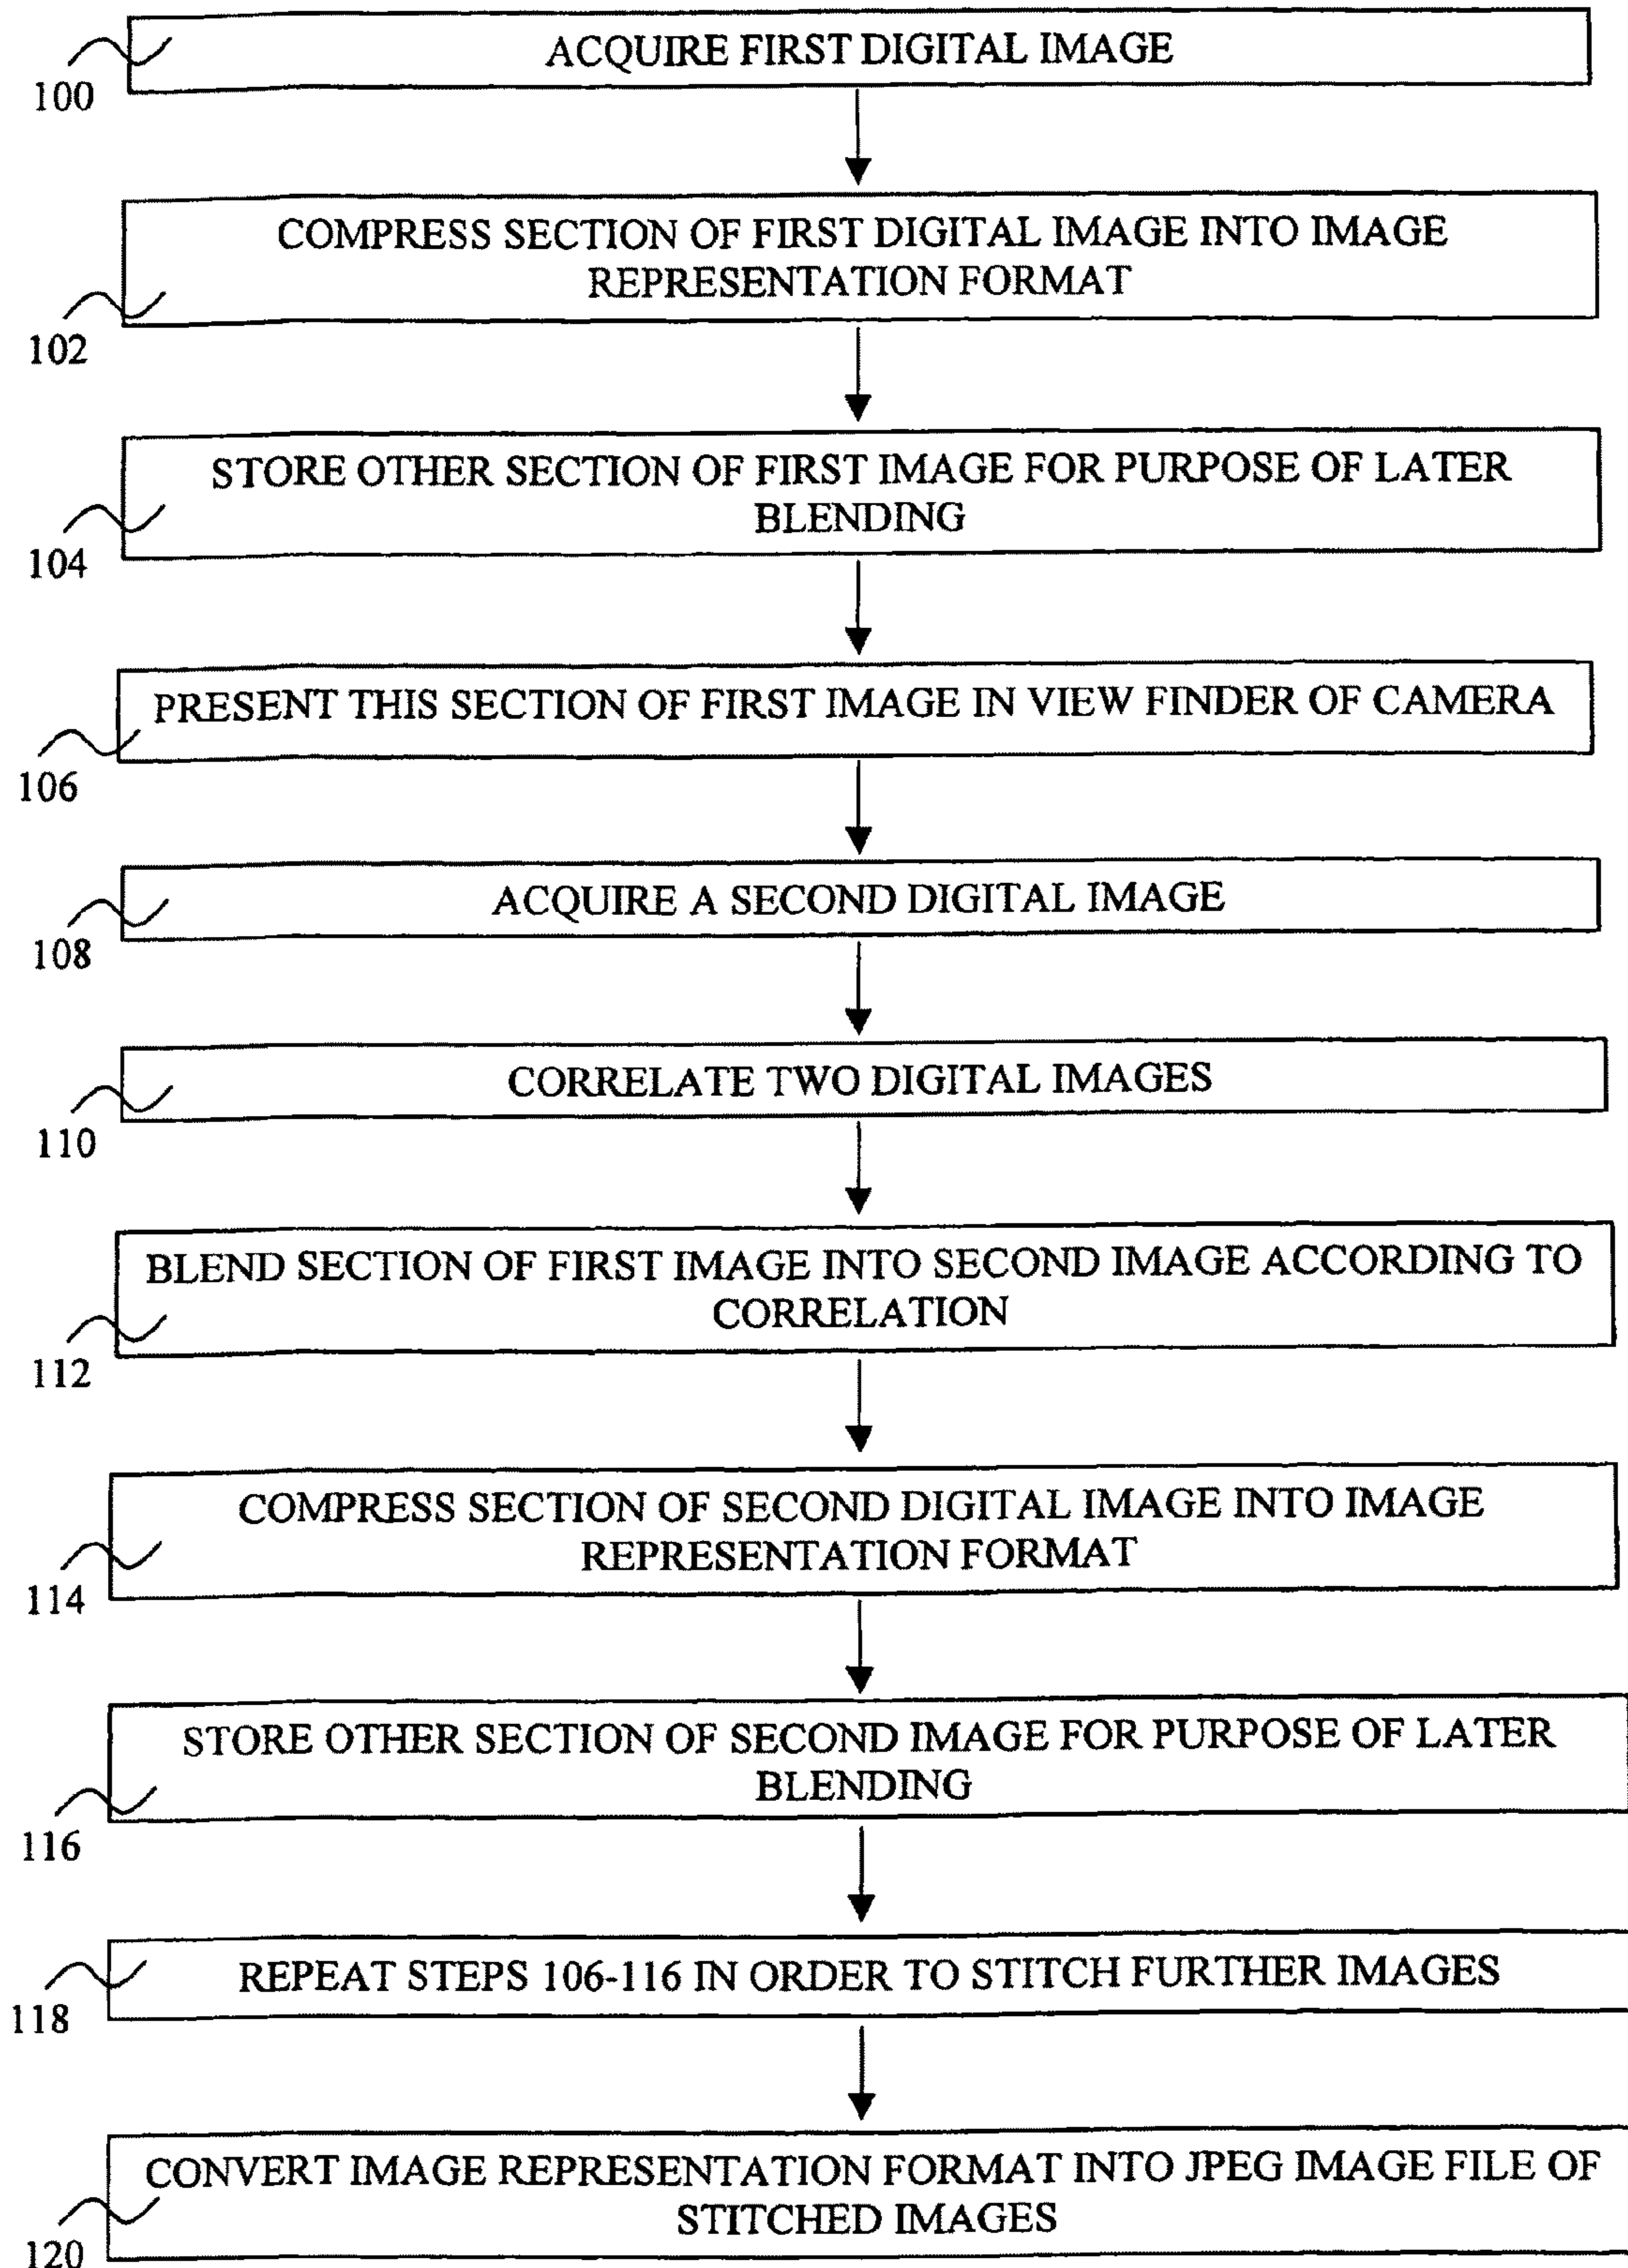 ACQUIRE FIRST DIGITAL IMAGE
100
COMPRESS SECTION OF FIRST DIGITAL IMAGE INTO IMAGE
REPRESENTATION FORMAT
102
STORE OTHER SECTION OF FIRST IMAGE FOR PURPOSE OF LATER
BLENDING
104
PRESENT THIS SECTION OF FIRST IMAGE IN VIEW FINDER OF CAMERA
106
ACQUIRE A SECOND DIGITAL IMAGE
108
CORRELATE TWO DIGITAL IMAGES
110
BLEND SECTION OF FIRST IMAGE INTO SECOND IMAGE ACCORDING TO
CORRELATION
112
COMPRESS SECTION OF SECOND DIGITAL IMAGE INTO IMAGE
REPRESENTATION FORMAT
114
STORE OTHER SECTION OF SECOND IMAGE FOR PURPOSE OF LATER
BLENDING
116
REPEAT STEPS 106-116 IN ORDER TO STITCH FURTHER IMAGES
118
CONVERT IMAGE REPRESENTATION FORMAT INTO JPEG IMAGE FILE OF
STITCHED IMAGES
120